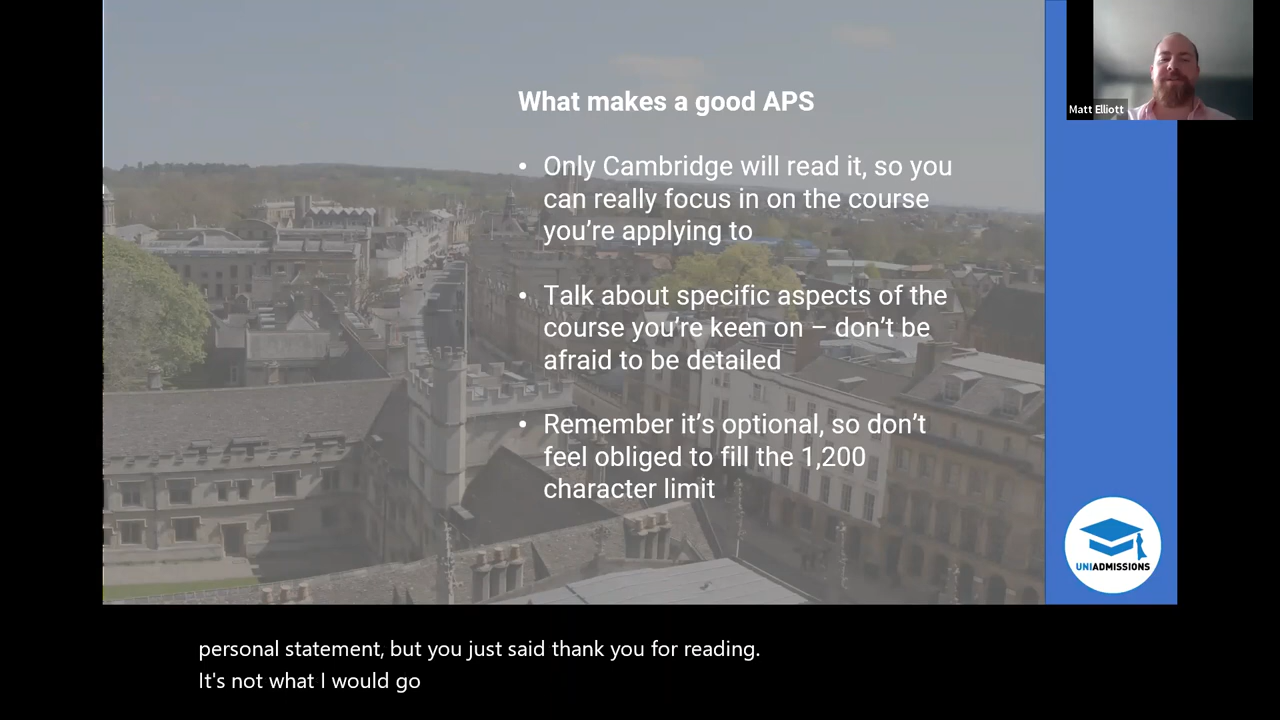 What makes a good APS
• Only Cambridge will read it, so you
can really focus in on the course
you’re applying to
• Talk about specific aspects of the
course you’re keen on – don’t be
afraid to be detailed
• Remember it’s optional, so don’t
feel obliged to fill the 1,200
character limit
Matt Elliott
UNIADMISSIONS
personal statement, but you just said thank you for reading.
It's not what I would go